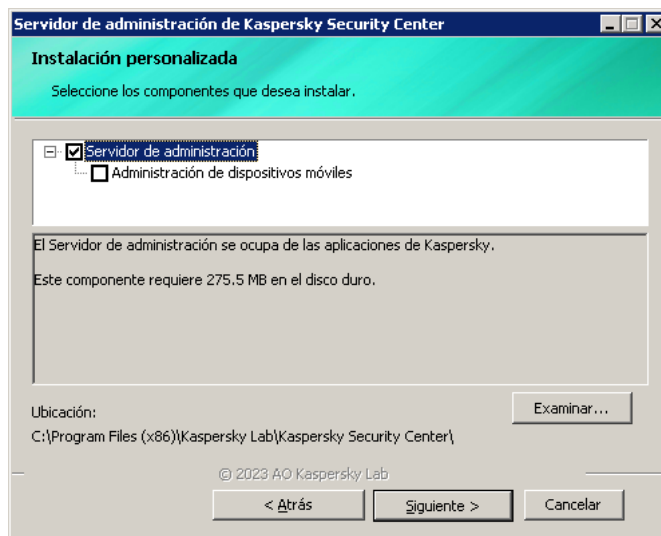 Servidor de administración de Kaspersky Security Center
Instalación personalizada
Seleccione los componentes que desea instalar.
Servidor de administración
Administración de dispositivos móviles
El Servidor de administración se ocupa de las aplicaciones de Kaspersky.
Este componente requiere 275.5 MB en el disco duro.
Ubicación:
Examinar...
C:\Program Files (x86)\Kaspersky Lab\Kaspersky Security Center\
© 2023 AO Kaspersky Lab
< Atrás
Siguiente >
Cancelar